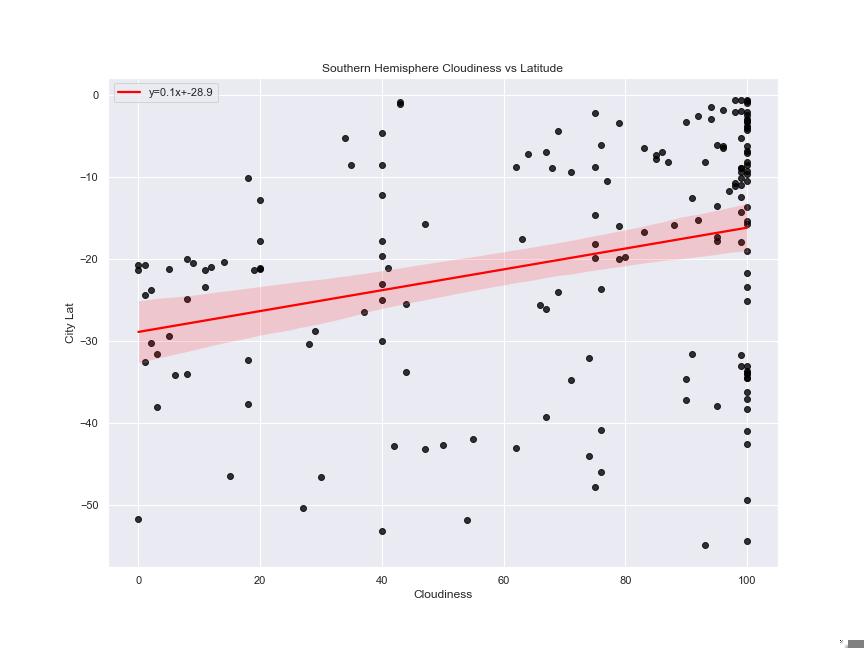 Southern Hemisphere Cloudiness vs Latitude
y=0.1x+-28.9
City Lat
0
−10
−20
−30
−40
−50
0 20 40 60 80 100
Cloudiness